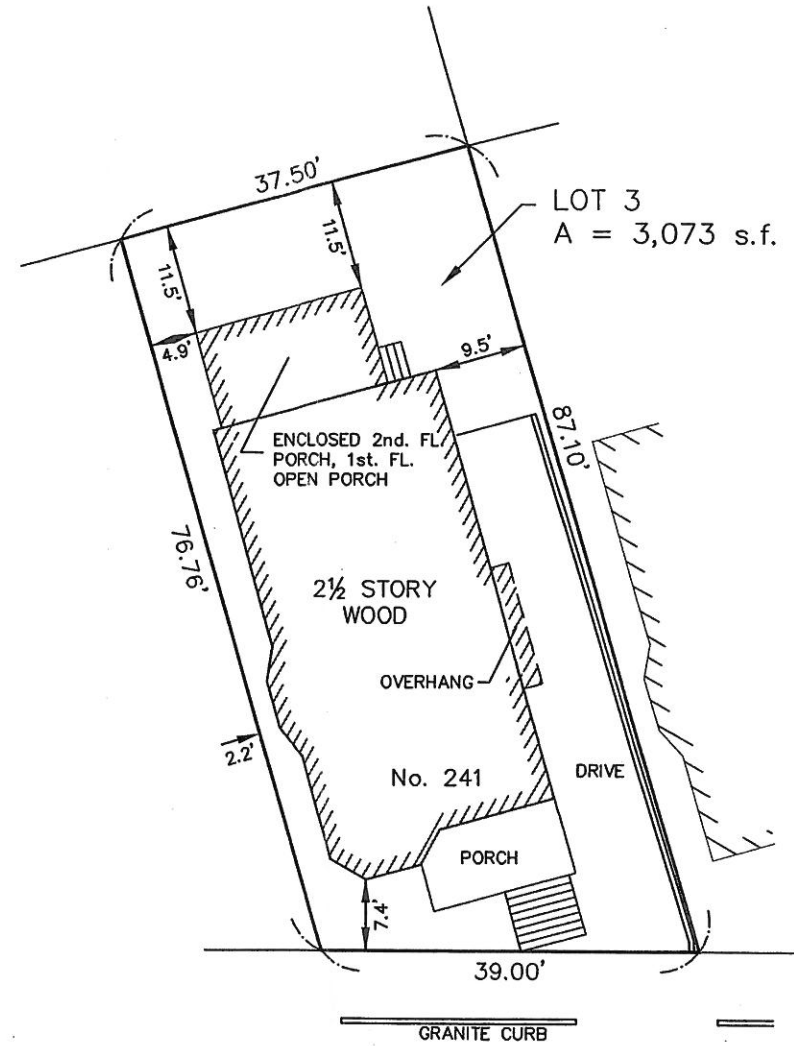 37.50'
LOT 3
A = 3,073 s.f.
11.5'
11.5'
4.9'
9.5'
87.10'
ENCLOSED 2nd. FL
PORCH, 1st. FL.
OPEN PORCH
76.76'
2½ STORY
WOOD
OVERHANG
2.2'
No. 241
DRIVE
PORCH
7.4'
39.00'
GRANITE CURB